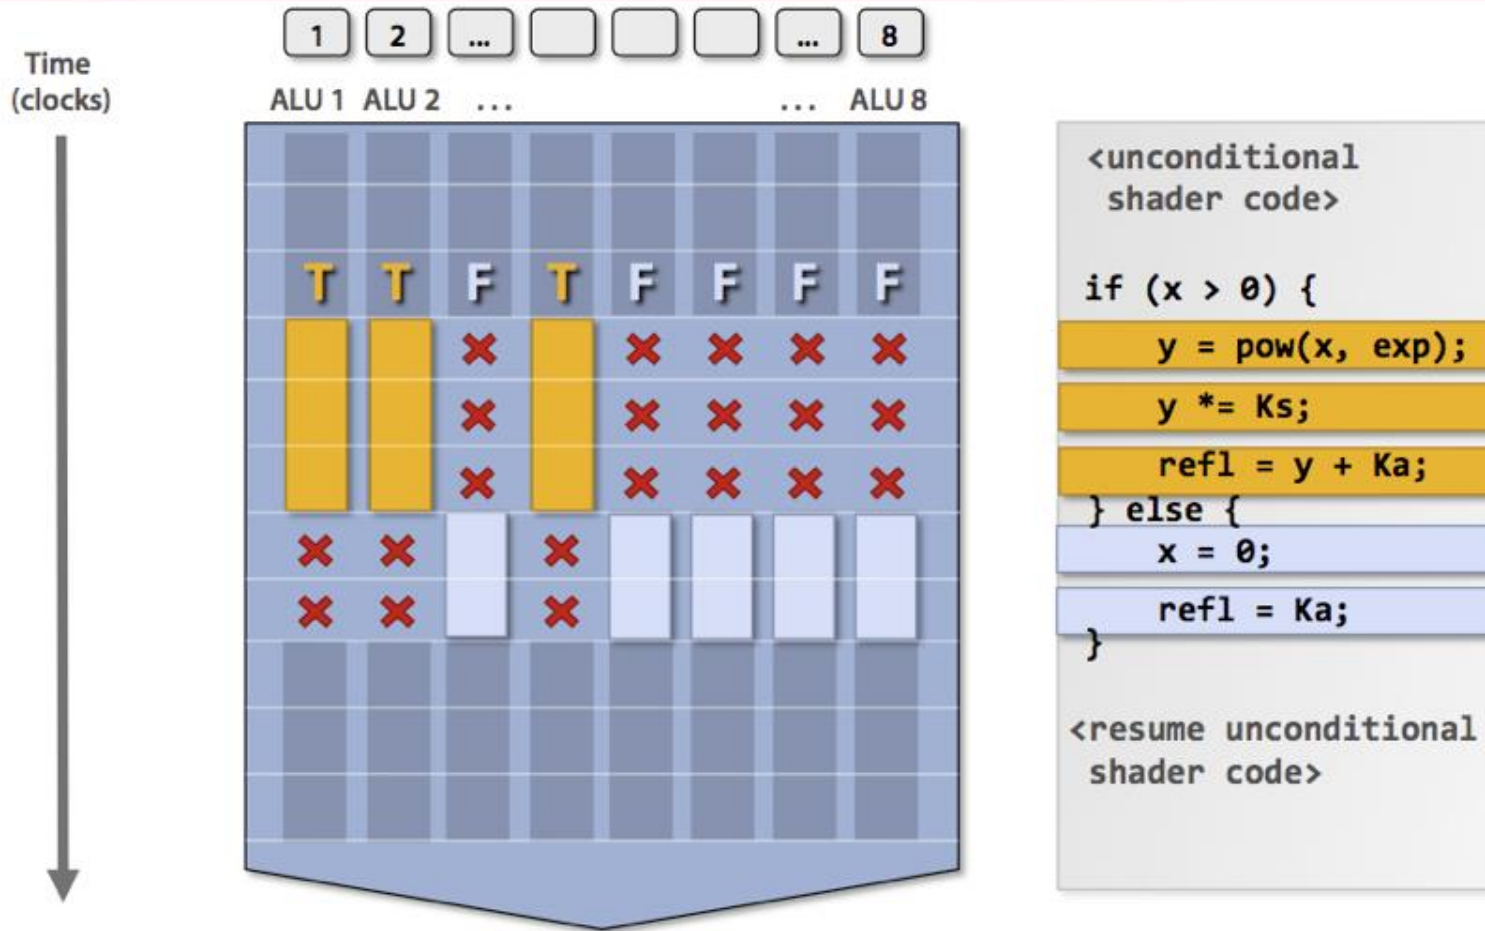 1 2 ... ... 8
Time
(clocks)
ALU 1 ALU 2 ... ... ALU 8
T T F T F F F F
<unconditional
shader code>
if (x > 0) {
y = pow(x, exp);
y *= Ks;
refl = y + Ka;
} else {
x = 0;
refl = Ka;
}
<resume unconditional
shader code>